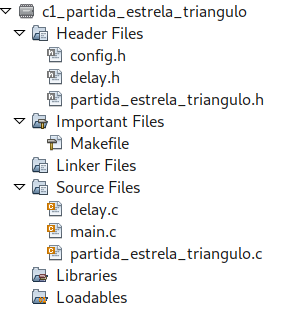 c1_partida_estrela_triangulo
Header Files
config.h
delay.h
partida_estrela_triangulo.h
Important Files
Makefile
Linker Files
Source Files
delay.c
main.c
partida_estrela_triangulo.c
Libraries
Loadables